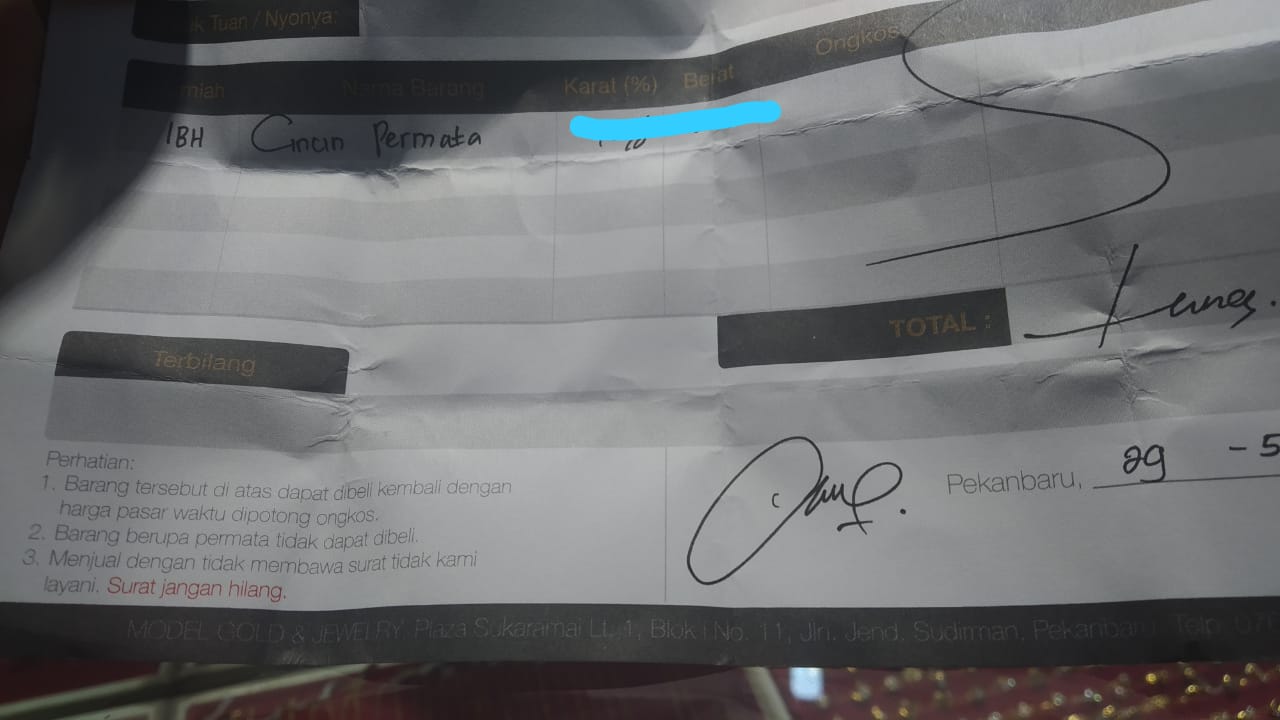 k Tuan / Nyonya:
mlah Nama Barang Karat (%) Berat Ongkos
1BH Cincin Permata
TOTAL : Lunas.
Terbilang
Pekanbaru, 29 - 5
Perhatian:
1. Barang tersebut di atas dapat dibeli kembali dengan
harga pasar waktu dipotong ongkos.
2. Barang berupa permata tidak dapat dibeli.
3. Menjual dengan tidak membawa surat tidak kami
layani. Surat jangan hilang.
MODEL GOLD & JEWELRY Plaza Sukaramai Lt. 1, Blok I No. 11, Jln. Jend. Sudirman, Pekanbaru Telp. 076